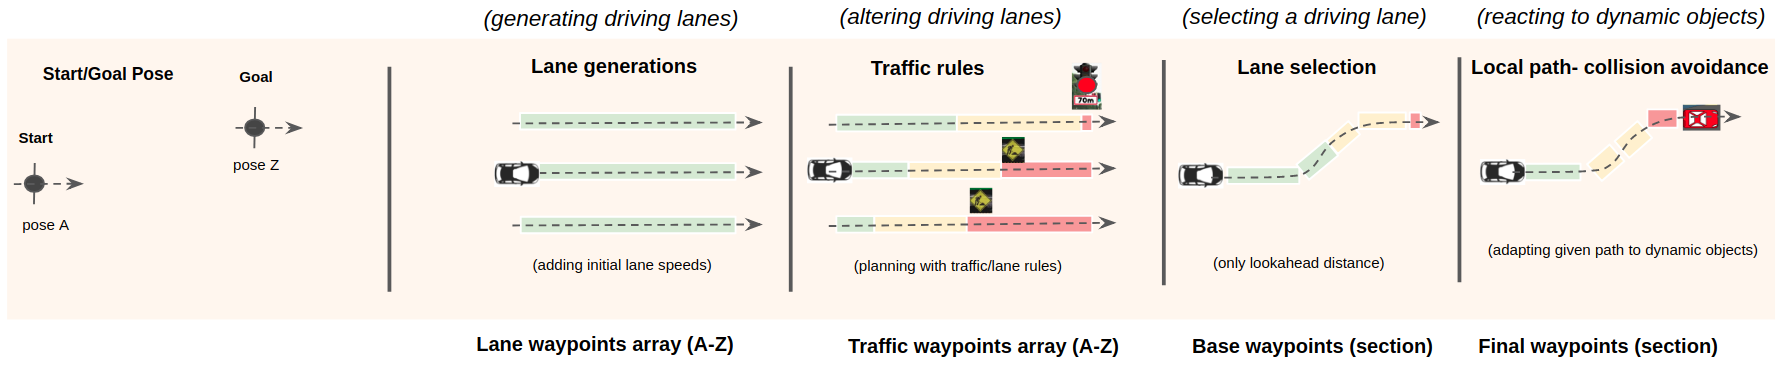 (generating driving lanes)
(altering driving lanes)
(selecting a driving lane)
(reacting to dynamic objects)
Start/Goal Pose
Goal
Start
pose Z
pose A
Lane generations
(adding initial lane speeds)
Traffic rules
70m
(planning with traffic/lane rules)
Lane selection
(only lookahead distance)
Local path- collision avoidance
(adapting given path to dynamic objects)
Lane waypoints array (A-Z)
Traffic waypoints array (A-Z)
Base waypoints (section)
Final waypoints (section)